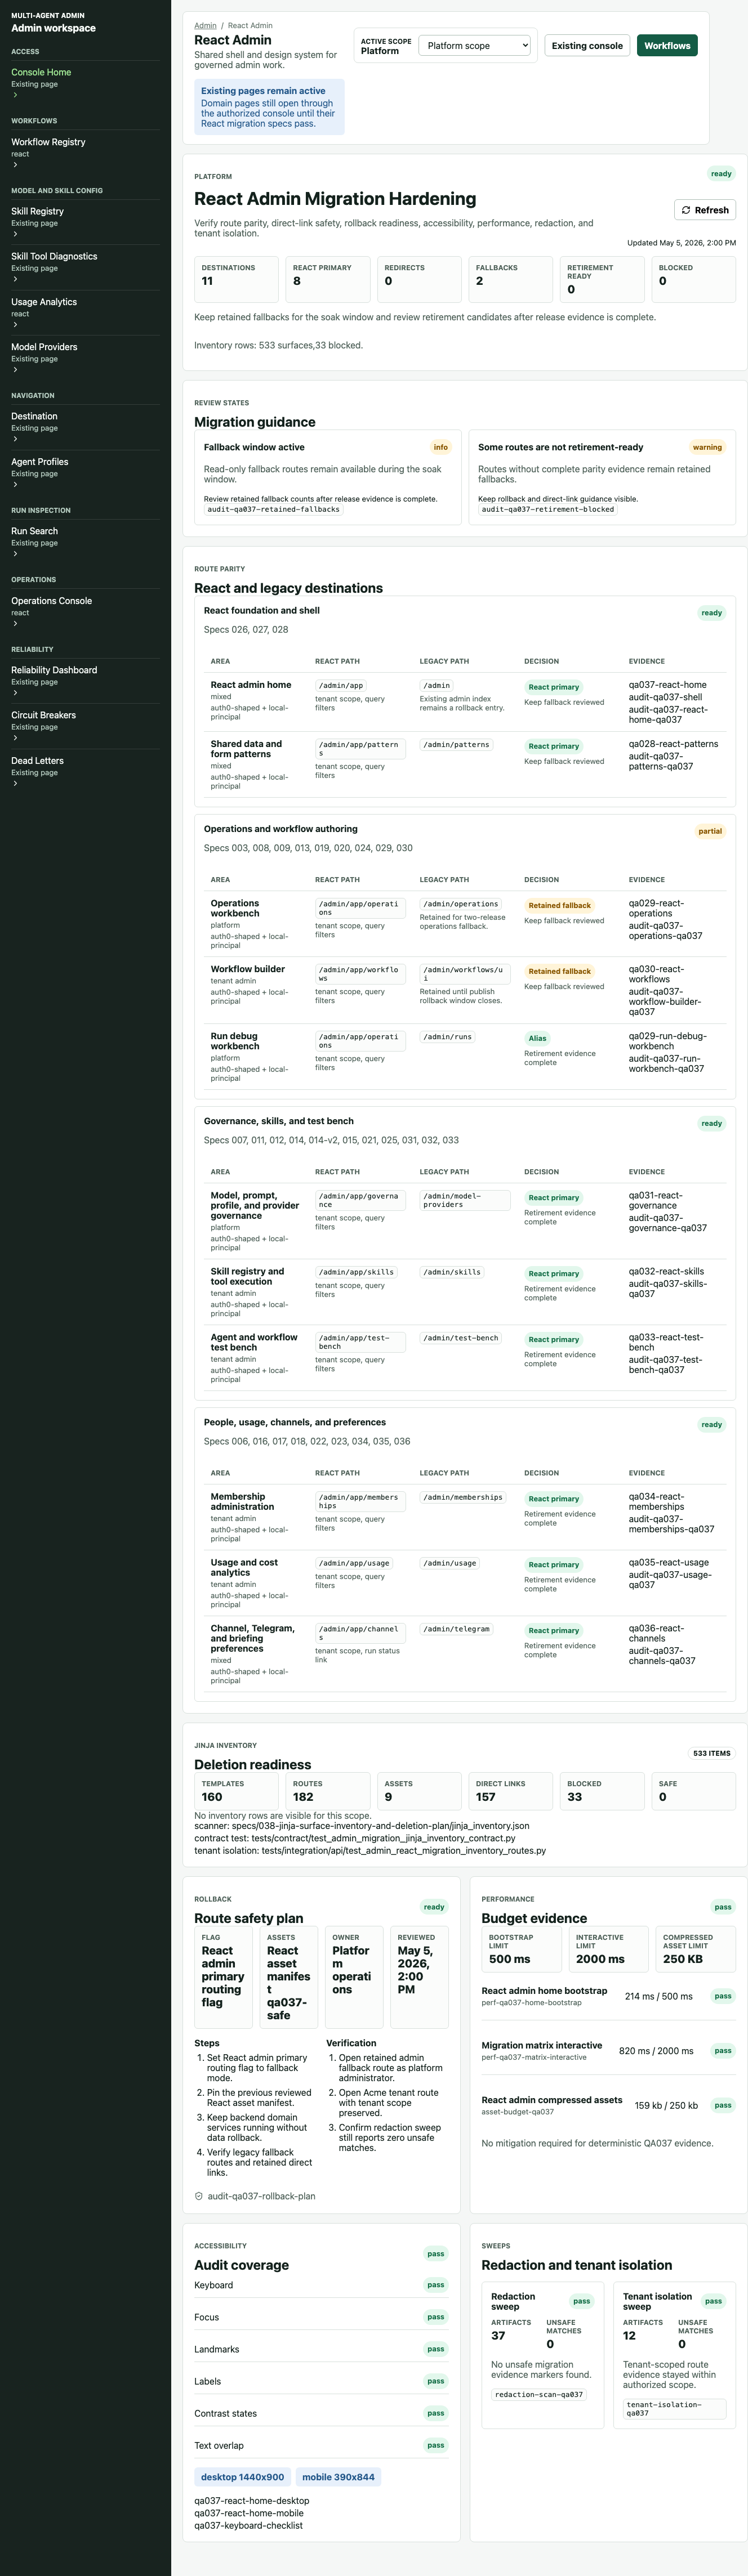 MULTI-AGENT ADMIN
Admin workspace
ACCESS
Console Home
Existing page
WORKFLOWS
Workflow Registry
react
MODEL AND SKILL CONFIG
Skill Registry
Existing page
Skill Tool Diagnostics
Existing page
Usage Analytics
react
Model Providers
Existing page
NAVIGATION
Destination
Existing page
Agent Profiles
Existing page
RUN INSPECTION
Run Search
Existing page
OPERATIONS
Operations Console
react
RELIABILITY
Reliability Dashboard
Existing page
Circuit Breakers
Existing page
Dead Letters
Existing page
Admin / React Admin
React Admin
Shared shell and design system for
governed admin work.
ACTIVE SCOPE
Platform
Platform scope
Existing console
Workflows
Existing pages remain active
Domain pages still open through
the authorized console until their
React migration specs pass.
PLATFORM
ready
React Admin Migration Hardening
Refresh
Verify route parity, direct-link safety, rollback readiness, accessibility, performance, redaction, and
tenant isolation.
Updated May 5, 2026, 2:00 PM
DESTINATIONS
11
REACT PRIMARY
8
REDIRECTS
0
FALLBACKS
2
RETIREMENT
READY
0
BLOCKED
0
Keep retained fallbacks for the soak window and review retirement candidates after release evidence is complete.
Inventory rows: 533 surfaces,33 blocked.
REVIEW STATES
Migration guidance
Fallback window active
info
Read-only fallback routes remain available during the soak
window.
Review retained fallback counts after release evidence is complete.
audit-qa037-retained-fallbacks
Some routes are not retirement-ready
warning
Routes without complete parity evidence remain retained
fallbacks.
Keep rollback and direct-link guidance visible.
audit-qa037-retirement-blocked
ROUTE PARITY
React and legacy destinations
React foundation and shell
ready
Specs 026, 027, 028
AREA REACT PATH LEGACY PATH DECISION EVIDENCE
React admin home
mixed
auth0-shaped + local-
principal
/admin/app
tenant scope, query
filters
/admin
Existing admin index
remains a rollback entry.
React primary
Keep fallback reviewed
qa037-react-home
audit-qa037-shell
audit-qa037-react-
home-qa037
Shared data and
form patterns
mixed
auth0-shaped + local-
principal
/admin/app/pattern
s
tenant scope, query
filters
/admin/patterns
React primary
Keep fallback reviewed
qa028-react-patterns
audit-qa037-
patterns-qa037
Operations and workflow authoring
partial
Specs 003, 008, 009, 013, 019, 020, 024, 029, 030
AREA REACT PATH LEGACY PATH DECISION EVIDENCE
Operations
workbench
platform
auth0-shaped + local-
principal
/admin/app/operati
ons
tenant scope, query
filters
/admin/operations
Retained for two-release
operations fallback.
Retained fallback
Keep fallback reviewed
qa029-react-
operations
audit-qa037-
operations-qa037
Workflow builder
tenant admin
auth0-shaped + local-
principal
/admin/app/workflo
ws
tenant scope, query
filters
/admin/workflows/u
i
Retained until publish
rollback window closes.
Retained fallback
Keep fallback reviewed
qa030-react-
workflows
audit-qa037-
workflow-builder-
qa037
Run debug
workbench
platform
auth0-shaped + local-
principal
/admin/app/operati
ons
tenant scope, query
filters
/admin/runs
Alias
Retirement evidence
complete
qa029-run-debug-
workbench
audit-qa037-run-
workbench-qa037
Governance, skills, and test bench
ready
Specs 007, 011, 012, 014, 014-v2, 015, 021, 025, 031, 032, 033
AREA REACT PATH LEGACY PATH DECISION EVIDENCE
Model, prompt,
profile, and provider
governance
platform
auth0-shaped + local-
principal
/admin/app/governa
nce
tenant scope, query
filters
/admin/model-
providers
React primary
Retirement evidence
complete
qa031-react-
governance
audit-qa037-
governance-qa037
Skill registry and
tool execution
tenant admin
auth0-shaped + local-
principal
/admin/app/skills
tenant scope, query
filters
/admin/skills
React primary
Retirement evidence
complete
qa032-react-skills
audit-qa037-skills-
qa037
Agent and workflow
test bench
tenant admin
auth0-shaped + local-
principal
/admin/app/test-
bench
tenant scope, query
filters
/admin/test-bench
React primary
Retirement evidence
complete
qa033-react-test-
bench
audit-qa037-test-
bench-qa037
People, usage, channels, and preferences
ready
Specs 006, 016, 017, 018, 022, 023, 034, 035, 036
AREA REACT PATH LEGACY PATH DECISION EVIDENCE
Membership
administration
tenant admin
auth0-shaped + local-
principal
/admin/app/members
hips
tenant scope, query
filters
/admin/memberships
React primary
Retirement evidence
complete
qa034-react-
memberships
audit-qa037-
memberships-qa037
Usage and cost
analytics
tenant admin
auth0-shaped + local-
principal
/admin/app/usage
tenant scope, query
filters
/admin/usage
React primary
Retirement evidence
complete
qa035-react-usage
audit-qa037-usage-
qa037
Channel, Telegram,
and briefing
preferences
mixed
auth0-shaped + local-
principal
/admin/app/channel
s
tenant scope, run status
link
/admin/telegram
React primary
Retirement evidence
complete
qa036-react-
channels
audit-qa037-
channels-qa037
JINJA INVENTORY
Deletion readiness
533 ITEMS
TEMPLATES
160
ROUTES
182
ASSETS
9
DIRECT LINKS
157
BLOCKED
33
SAFE
0
No inventory rows are visible for this scope.
scanner: specs/038-jinja-surface-inventory-and-deletion-plan/jinja_inventory.json
contract test: tests/contract/test_admin_migration_jinja_inventory_contract.py
tenant isolation: tests/integration/api/test_admin_react_migration_inventory_routes.py
ROLLBACK
Route safety plan
ready
FLAG
React
admin
primary
routing
flag
ASSETS
React
asset
manifes
t
qa037-
safe
OWNER
Platfor
m
operati
ons
REVIEWED
May 5,
2026,
2:00
PM
Steps
1. Set React admin primary
routing flag to fallback
mode.
2. Pin the previous reviewed
React asset manifest.
3. Keep backend domain
services running without
data rollback.
4. Verify legacy fallback
routes and retained direct
links.
Verification
1. Open retained admin
fallback route as platform
administrator.
2. Open Acme tenant route
with tenant scope
preserved.
3. Confirm redaction sweep
still reports zero unsafe
matches.
audit-qa037-rollback-plan
PERFORMANCE
Budget evidence
pass
BOOTSTRAP
LIMIT
500 ms
INTERACTIVE
LIMIT
2000 ms
COMPRESSED
ASSET LIMIT
250 KB
React admin home bootstrap
perf-qa037-home-bootstrap
214 ms / 500 ms
pass
Migration matrix interactive
perf-qa037-matrix-interactive
820 ms / 2000 ms
pass
React admin compressed assets
asset-budget-qa037
159 kb / 250 kb
pass
No mitigation required for deterministic QA037 evidence.
ACCESSIBILITY
Audit coverage
pass
Keyboard pass
Focus pass
Landmarks pass
Labels pass
Contrast states pass
Text overlap pass
desktop 1440x900
mobile 390x844
qa037-react-home-desktop
qa037-react-home-mobile
qa037-keyboard-checklist
SWEEPS
Redaction and tenant isolation
Redaction
sweep
pass
ARTIFACTS
37
UNSAFE
MATCHES
0
No unsafe migration
evidence markers found.
redaction-scan-qa037
Tenant isolation
sweep
pass
ARTIFACTS
12
UNSAFE
MATCHES
0
Tenant-scoped route
evidence stayed within
authorized scope.
tenant-isolation-
qa037